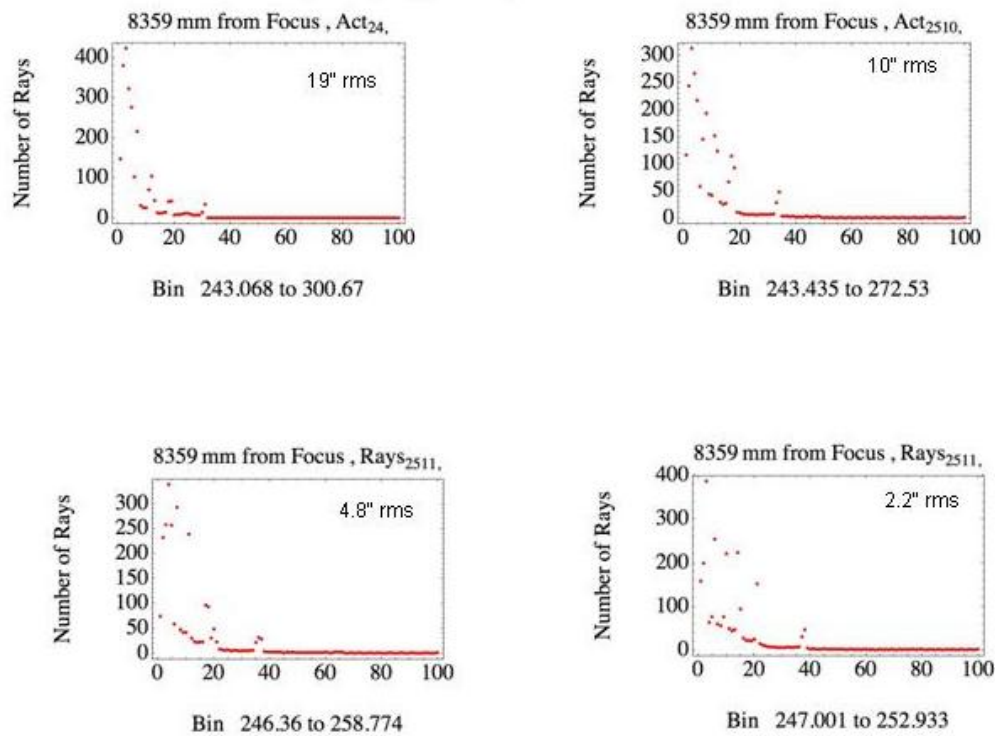 8359 mm from Focus , Act24,
19" rms
Number of Rays
400
300
200
100
0
0 20 40 60 80 100
Bin 243.068 to 300.67
8359 mm from Focus , Act2510,
10" rms
Number of Rays
300
250
200
150
100
50
0
0 20 40 60 80 100
Bin 243.435 to 272.53
8359 mm from Focus , Rays2511,
4.8" rms
Number of Rays
300
250
200
150
100
50
0
0 20 40 60 80 100
Bin 246.36 to 258.774
8359 mm from Focus , Rays2511,
2.2" rms
Number of Rays
400
300
200
100
0
0 20 40 60 80 100
Bin 247.001 to 252.933